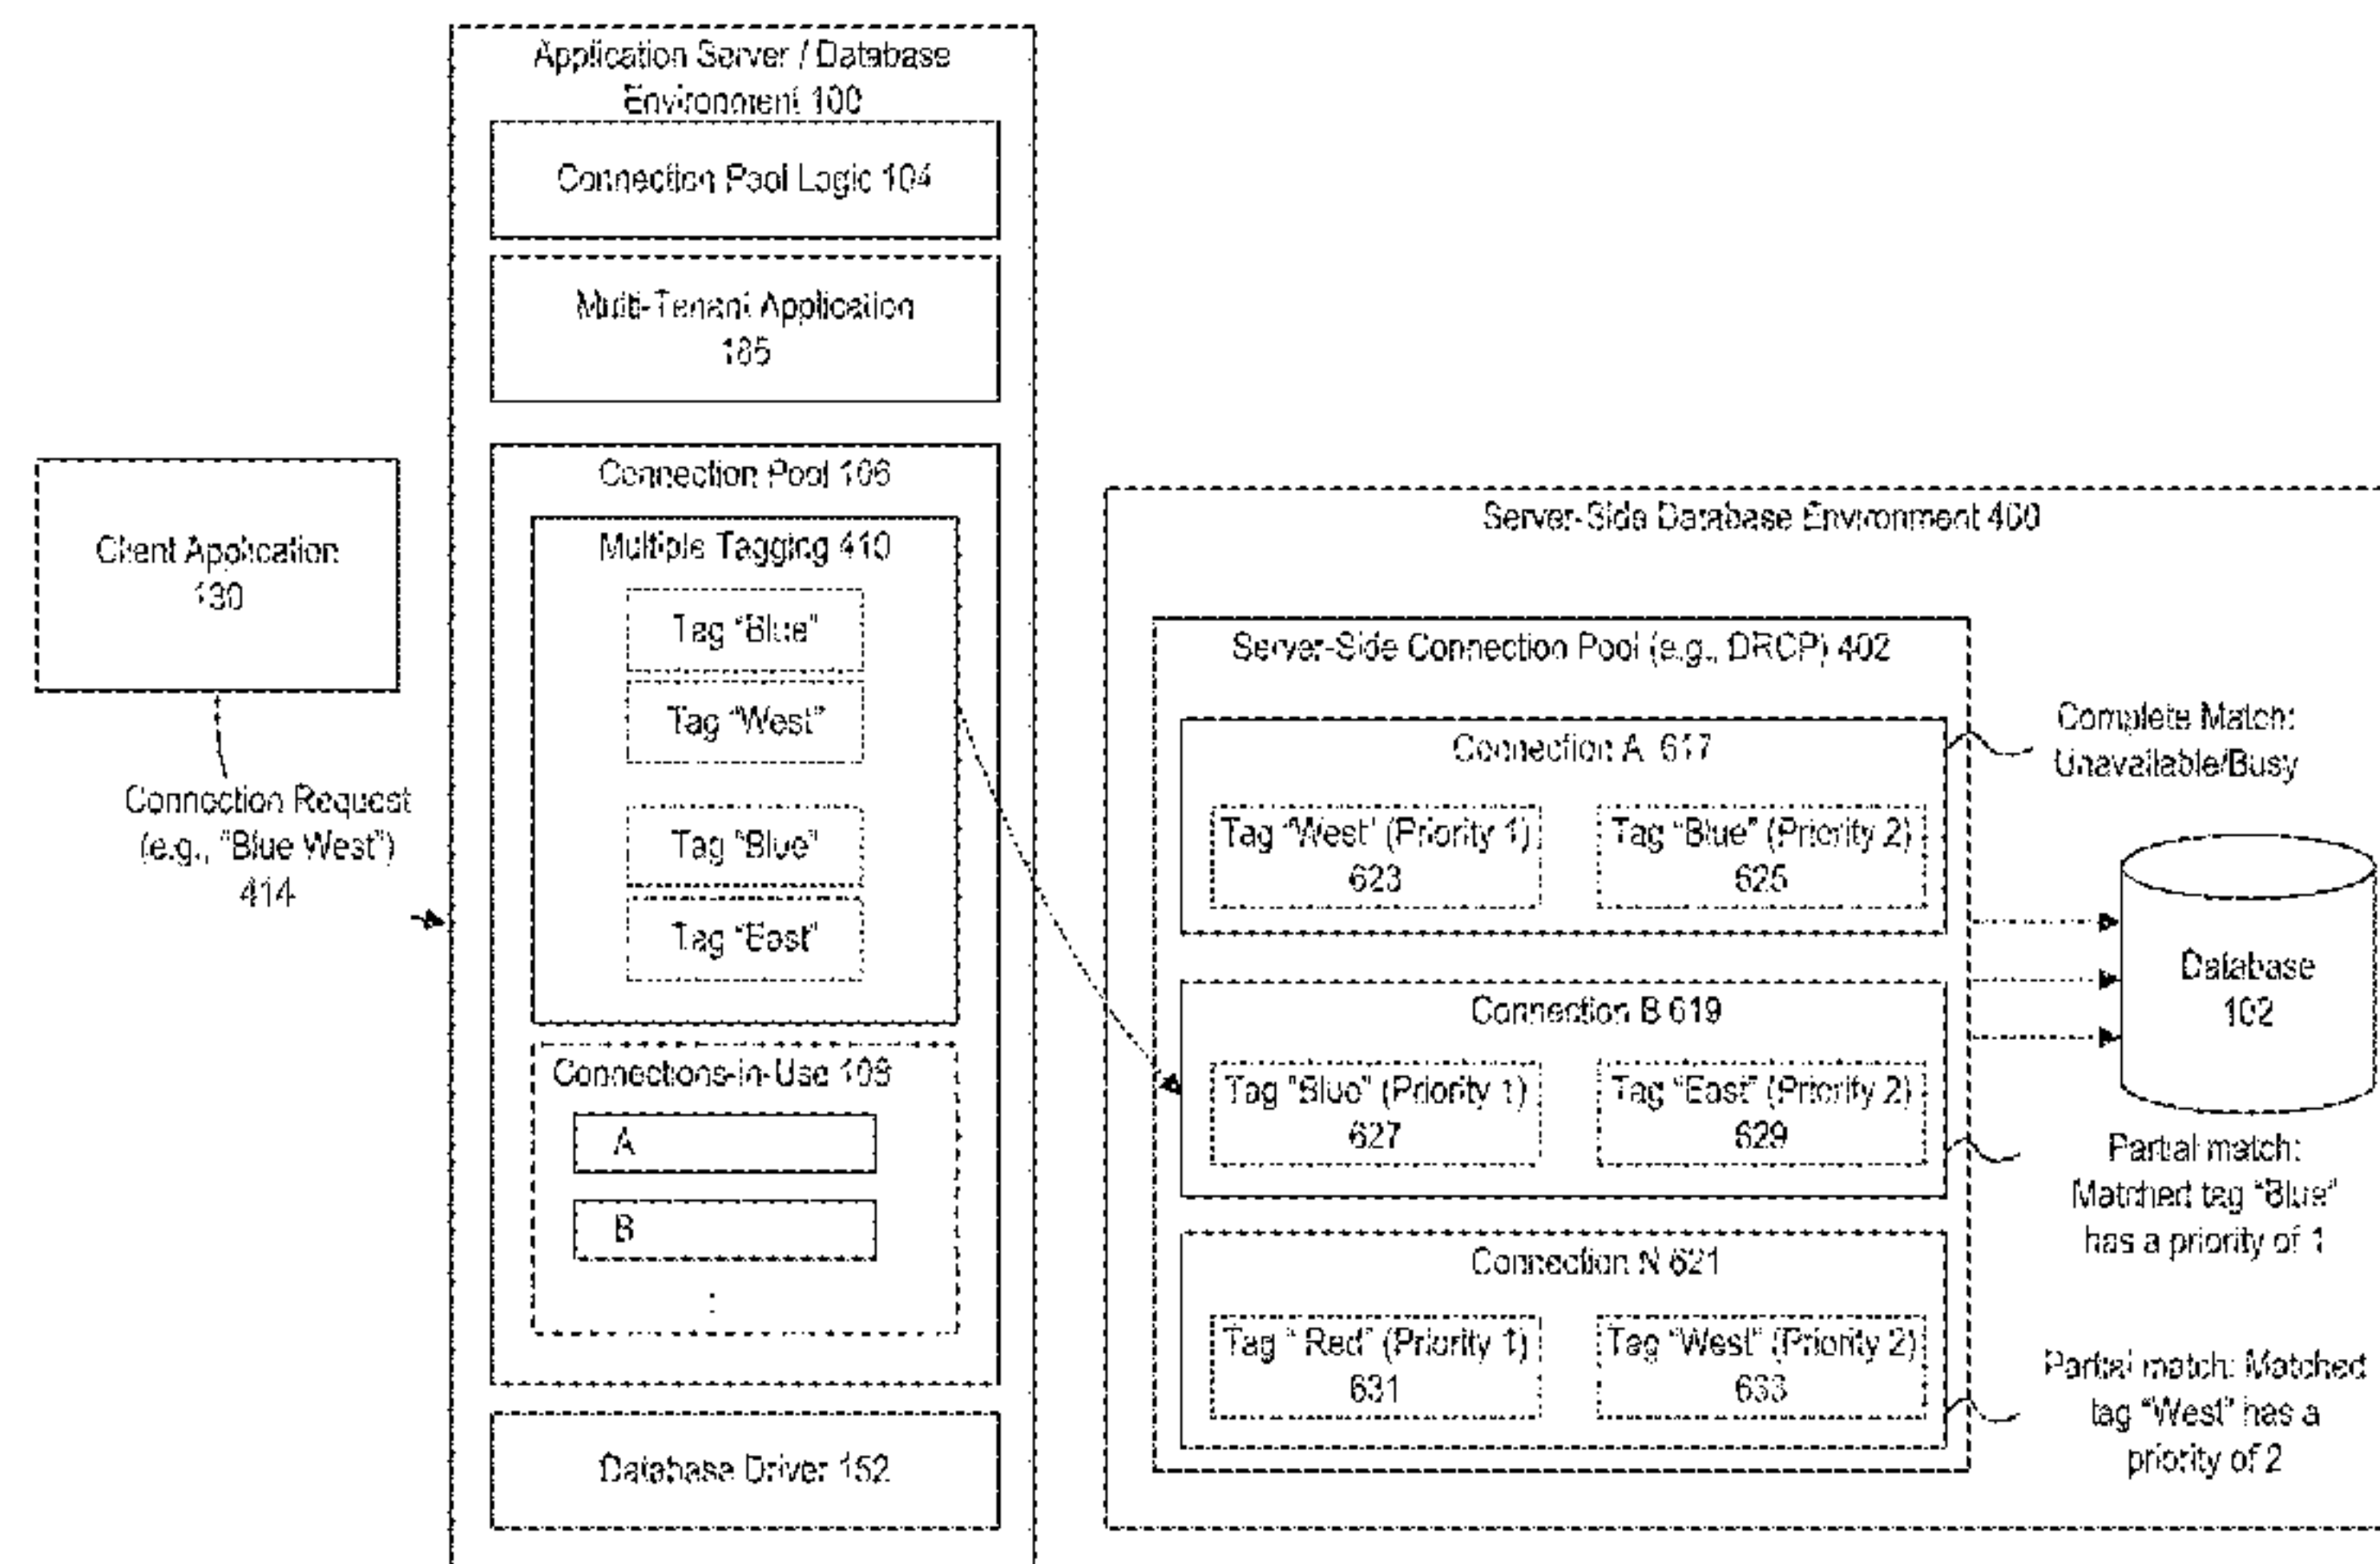 Application Server / Database
Environment 100
Connection Pool Logic 104
Multi-Tenant Application
185
Connection Pool 106
Multiple Tagging 410
Tag "Blue"
Tag "West"
Tag "Blue"
Tag "East"
Connections-in-Use 108
A
B
:
Database Driver 152
Client Application
130
Connection Request
(e.g., "Blue West")
414
Server-Side Database Environment 400
Server-Side Connection Pool (e.g., DRCP) 402
Connection A 617
Tag "West" (Priority 1)
623
Tag "Blue" (Priority 2)
625
Connection B 619
Tag "Blue" (Priority 1)
627
Tag "East" (Priority 2)
629
Connection N 621
Tag " Red" (Priority 1)
631
Tag "West" (Priority 2)
633
Complete Match:
Unavailable/Busy
Database
102
Partial match:
Matched tag "Blue"
has a priority of 1
Partial match: Matched
tag "West" has a
priority of 2